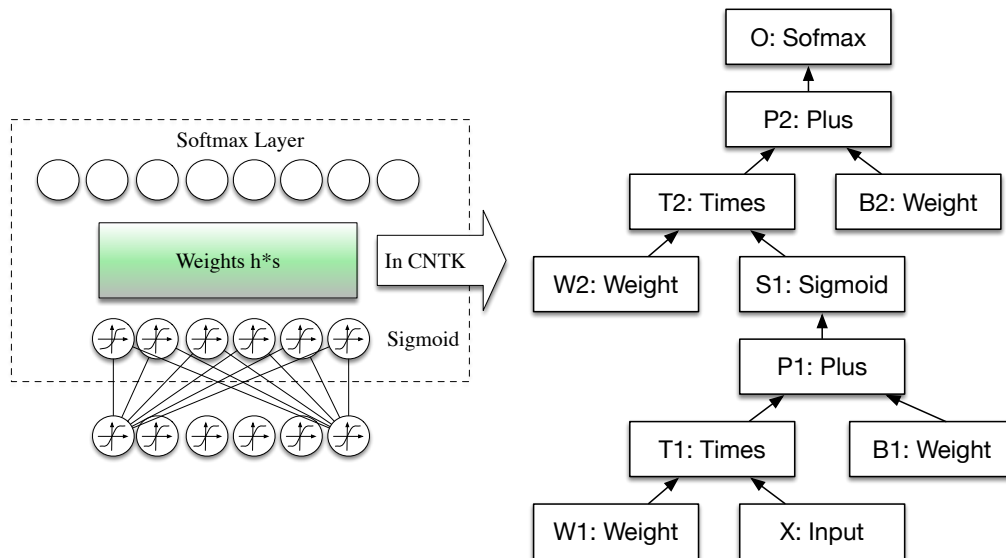 Softmax Layer
Weights h*s
In CNTK
Sigmoid
O: Sofmax
P2: Plus
T2: Times
B2: Weight
W2: Weight
S1: Sigmoid
P1: Plus
T1: Times
B1: Weight
W1: Weight
X: Input